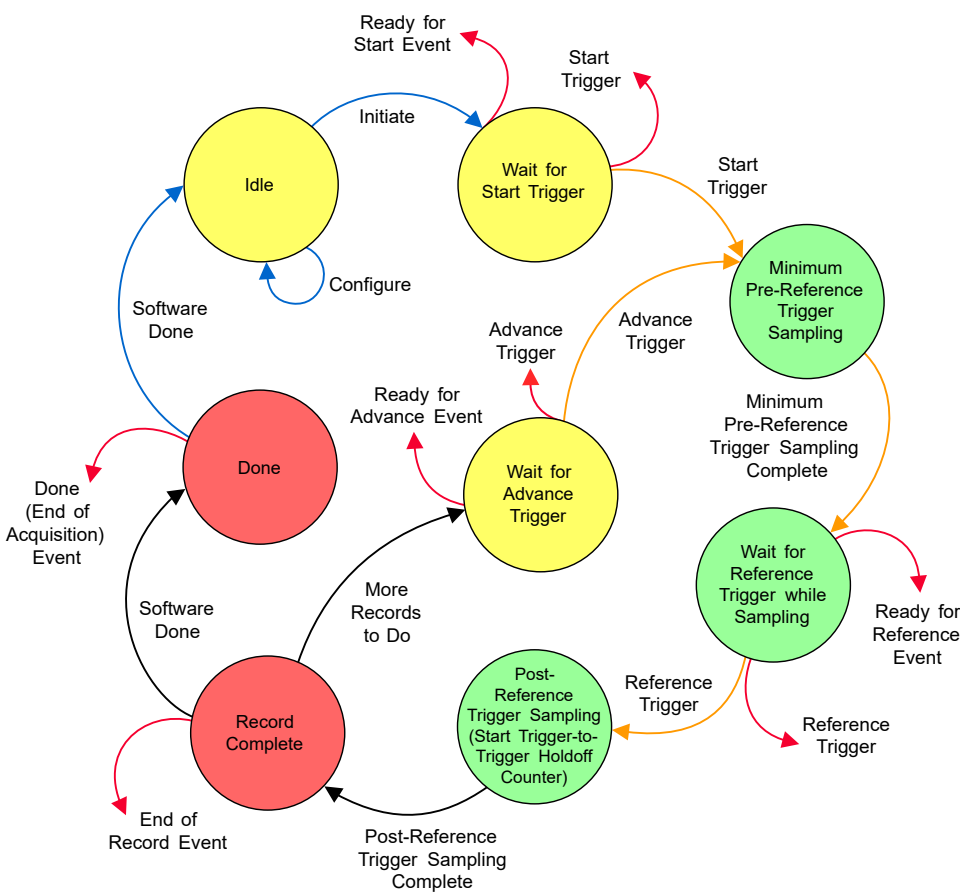 Ready for
Start Event
Start
Trigger
Initiate
Idle
Wait for
Start Trigger
Start
Trigger
Configure
Minimum
Pre-Reference
Trigger
Sampling
Software
Done
Advance
Trigger
Advance
Trigger
Ready for
Advance Event
Minimum
Pre-Reference
Trigger Sampling
Complete
Done
Wait for
Advance
Trigger
Done
(End of
Acquisition)
Event
Wait for
Reference
Trigger while
Sampling
More
Records
to Do
Software
Done
Ready for
Reference
Event
Post-
Reference
Trigger Sampling
(Start Trigger-to-
Trigger Holdoff
Counter)
Reference
Trigger
Record
Complete
Reference
Trigger
End of
Record Event
Post-Reference
Trigger Sampling
Complete